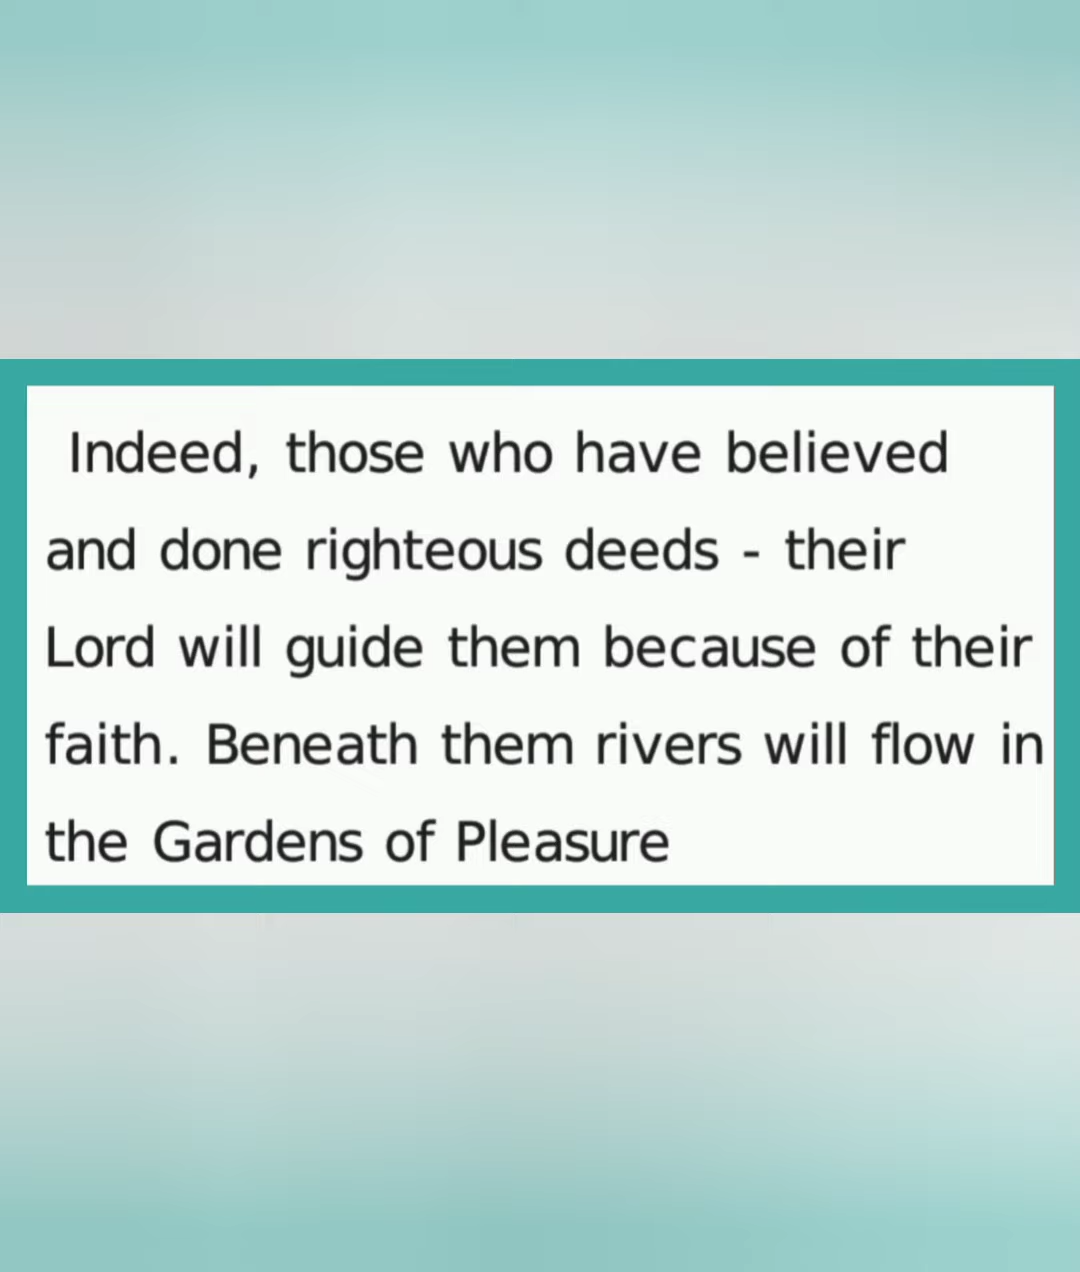 Indeed, those who have believed
and done righteous deeds - their
Lord will guide them because of their
faith. Beneath them rivers will flow in
the Gardens of Pleasure